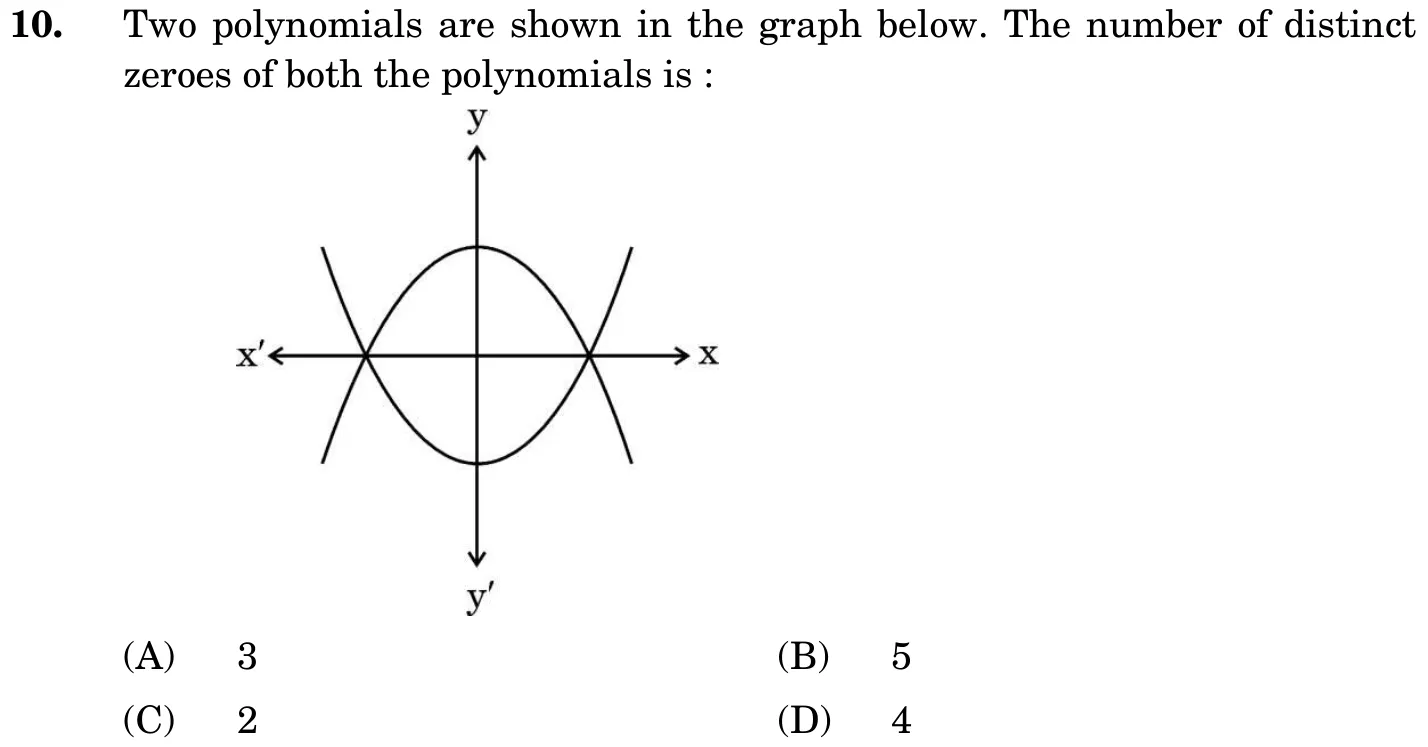 10. Two polynomials are shown in the graph below. The number of distinct
zeroes of both the polynomials is :
y
x′ x
y′
(A) 3 (B) 5
(C) 2 (D) 4